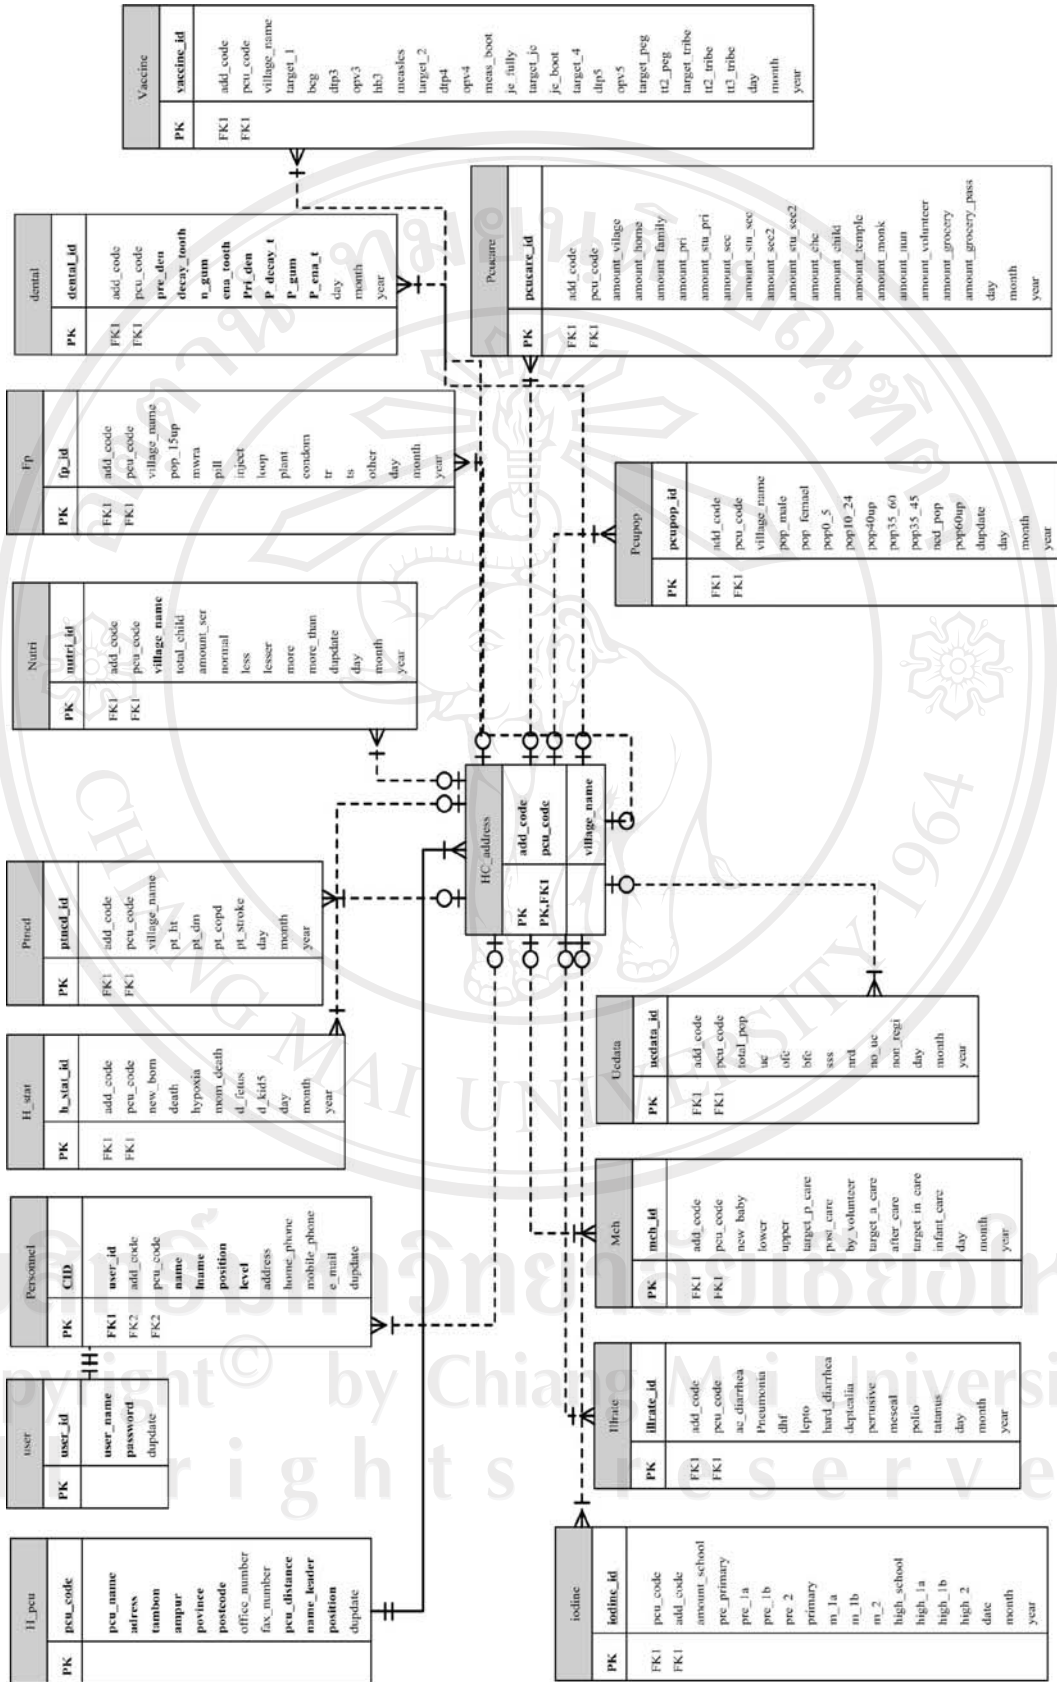 H_pcu
PK pcu_code
pcu_name
adress
tambon
ampur
povince
postcode
office_number
fax_number
pcu_distance
name_leader
position
dupdate
user
PK user_id
user_name
password
dupdate
Personnel
PK CID
FK1 user_id
FK2 add_code
FK2 pcu_code
name
lname
position
level
address
home_phone
mobile_phone
e_mail
dupdate
H_stat
PK h_stat_id
FK1 add_code
FK1 pcu_code
new_born
death
hypoxia
mom_death
d_fetus
d_kid5
day
month
year
Ptncd
PK ptncd_id
FK1 add_code
FK1 pcu_code
village_name
pt_ht
pt_dm
pt_copd
pt_stroke
day
month
year
Nutri
PK nutri_id
FK1 add_code
FK1 pcu_code
village_name
total_child
amount_ser
normal
less
lesser
more
more_than
dupdate
day
month
year
Fp
PK fp_id
FK1 add_code
FK1 pcu_code
village_name
pop_15up
mwra
pill
inject
loop
plant
condom
tr
ts
other
day
month
year
dental
PK dental_id
FK1 add_code
FK1 pcu_code
pre_den
decay_tooth
n_gum
ena_tooth
Pri_den
P_decay_t
P_gum
P_ena_t
day
month
year
Vaccine
PK vaccine_id
FK1 add_code
FK1 pcu_code
village_name
target_1
bcg
dtp3
opv3
hb3
measles
target_2
dtp4
opv4
meas_boot
je_fully
target_je
je_boot
target_4
dtp5
opv5
target_peg
tt2_peg
target_tribe
tt2_tribe
tt3_tribe
day
month
year
HC_address
PK add_code
PK,FK1 pcu_code
village_name
iodine
PK iodine_id
FK1 pcu_code
FK1 add_code
amount_school
pre_primary
pre_1a
pre_1b
pre_2
primary
m_1a
m_1b
m_2
high_school
high_1a
high_1b
high_2
date
month
year
Illrate
PK illrate_id
FK1 add_code
FK1 pcu_code
ac_diarrhea
Pneumonia
dhf
lepto
hard_diarrhea
deptcaliia
pertusive
meseal
polio
tatanus
day
month
year
Mch
PK mch_id
FK1 add_code
FK1 pcu_code
new_baby
lower
upper
target_p_care
post_care
by_volunteer
target_a_care
after_care
target_in_care
infant_care
day
month
year
Ucdata
PK ucdata_id
FK1 add_code
FK1 pcu_code
total_pop
uc
ofc
bfc
sss
nrd
no_uc
non_regi
day
month
year
Pcupop
PK pcupop_id
FK1 add_code
FK1 pcu_code
village_name
pop_male
pop_femael
pop0_5
pop10_24
pop40up
pop35_60
pop35_45
ned_pop
pop60up
dupdate
day
month
year
Pcucare
PK pcucare_id
FK1 add_code
FK1 pcu_code
amount_vilage
amount_home
amount_family
amount_pri
amount_stu_pri
amount_sec
amount_stu_sec
amount_sec2
amount_stu_sec2
amount_chc
amount_child
amount_temple
amount_monk
amount_nun
amount_volunteer
amount_grocery
amount_grocery_pass
day
month
year
CHIANG MAI UNIVERSITY 1964
pyright© by Chiang Mai Universi
rights reserve